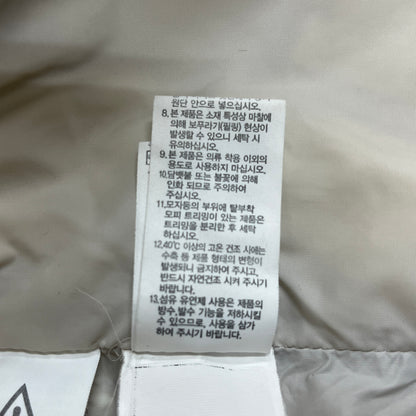 원단 안으로 넣으십시오.
8.본 제품은 소재 특성상 마찰에
의해 보푸라기(필링) 현상이
발생할 수 있으니 세탁 시
유의하십시오.
9.본 제품은 의류 착용 이외의
용도로 사용하지 마십시오.
10.담뱃불 또는 불꽃에 의해
인화 되므로 주의하여
주십시오.
11.모자등의 부위에 탈부착
모피 트리밍이 있는 제품은
트리밍을 분리한 후 세탁
하십시오.
12.40℃ 이상의 고온 건조 시에는
수축 등 제품 형태의 변형이
발생되니 금지하여 주시고,
반드시 자연건조 시켜 주시기
바랍니다.
13.섬유 유연제 사용은 제품의
방수,발수 기능을 저하시킬
수 있으므로, 사용을 삼가
하여 주시기 바랍니다.